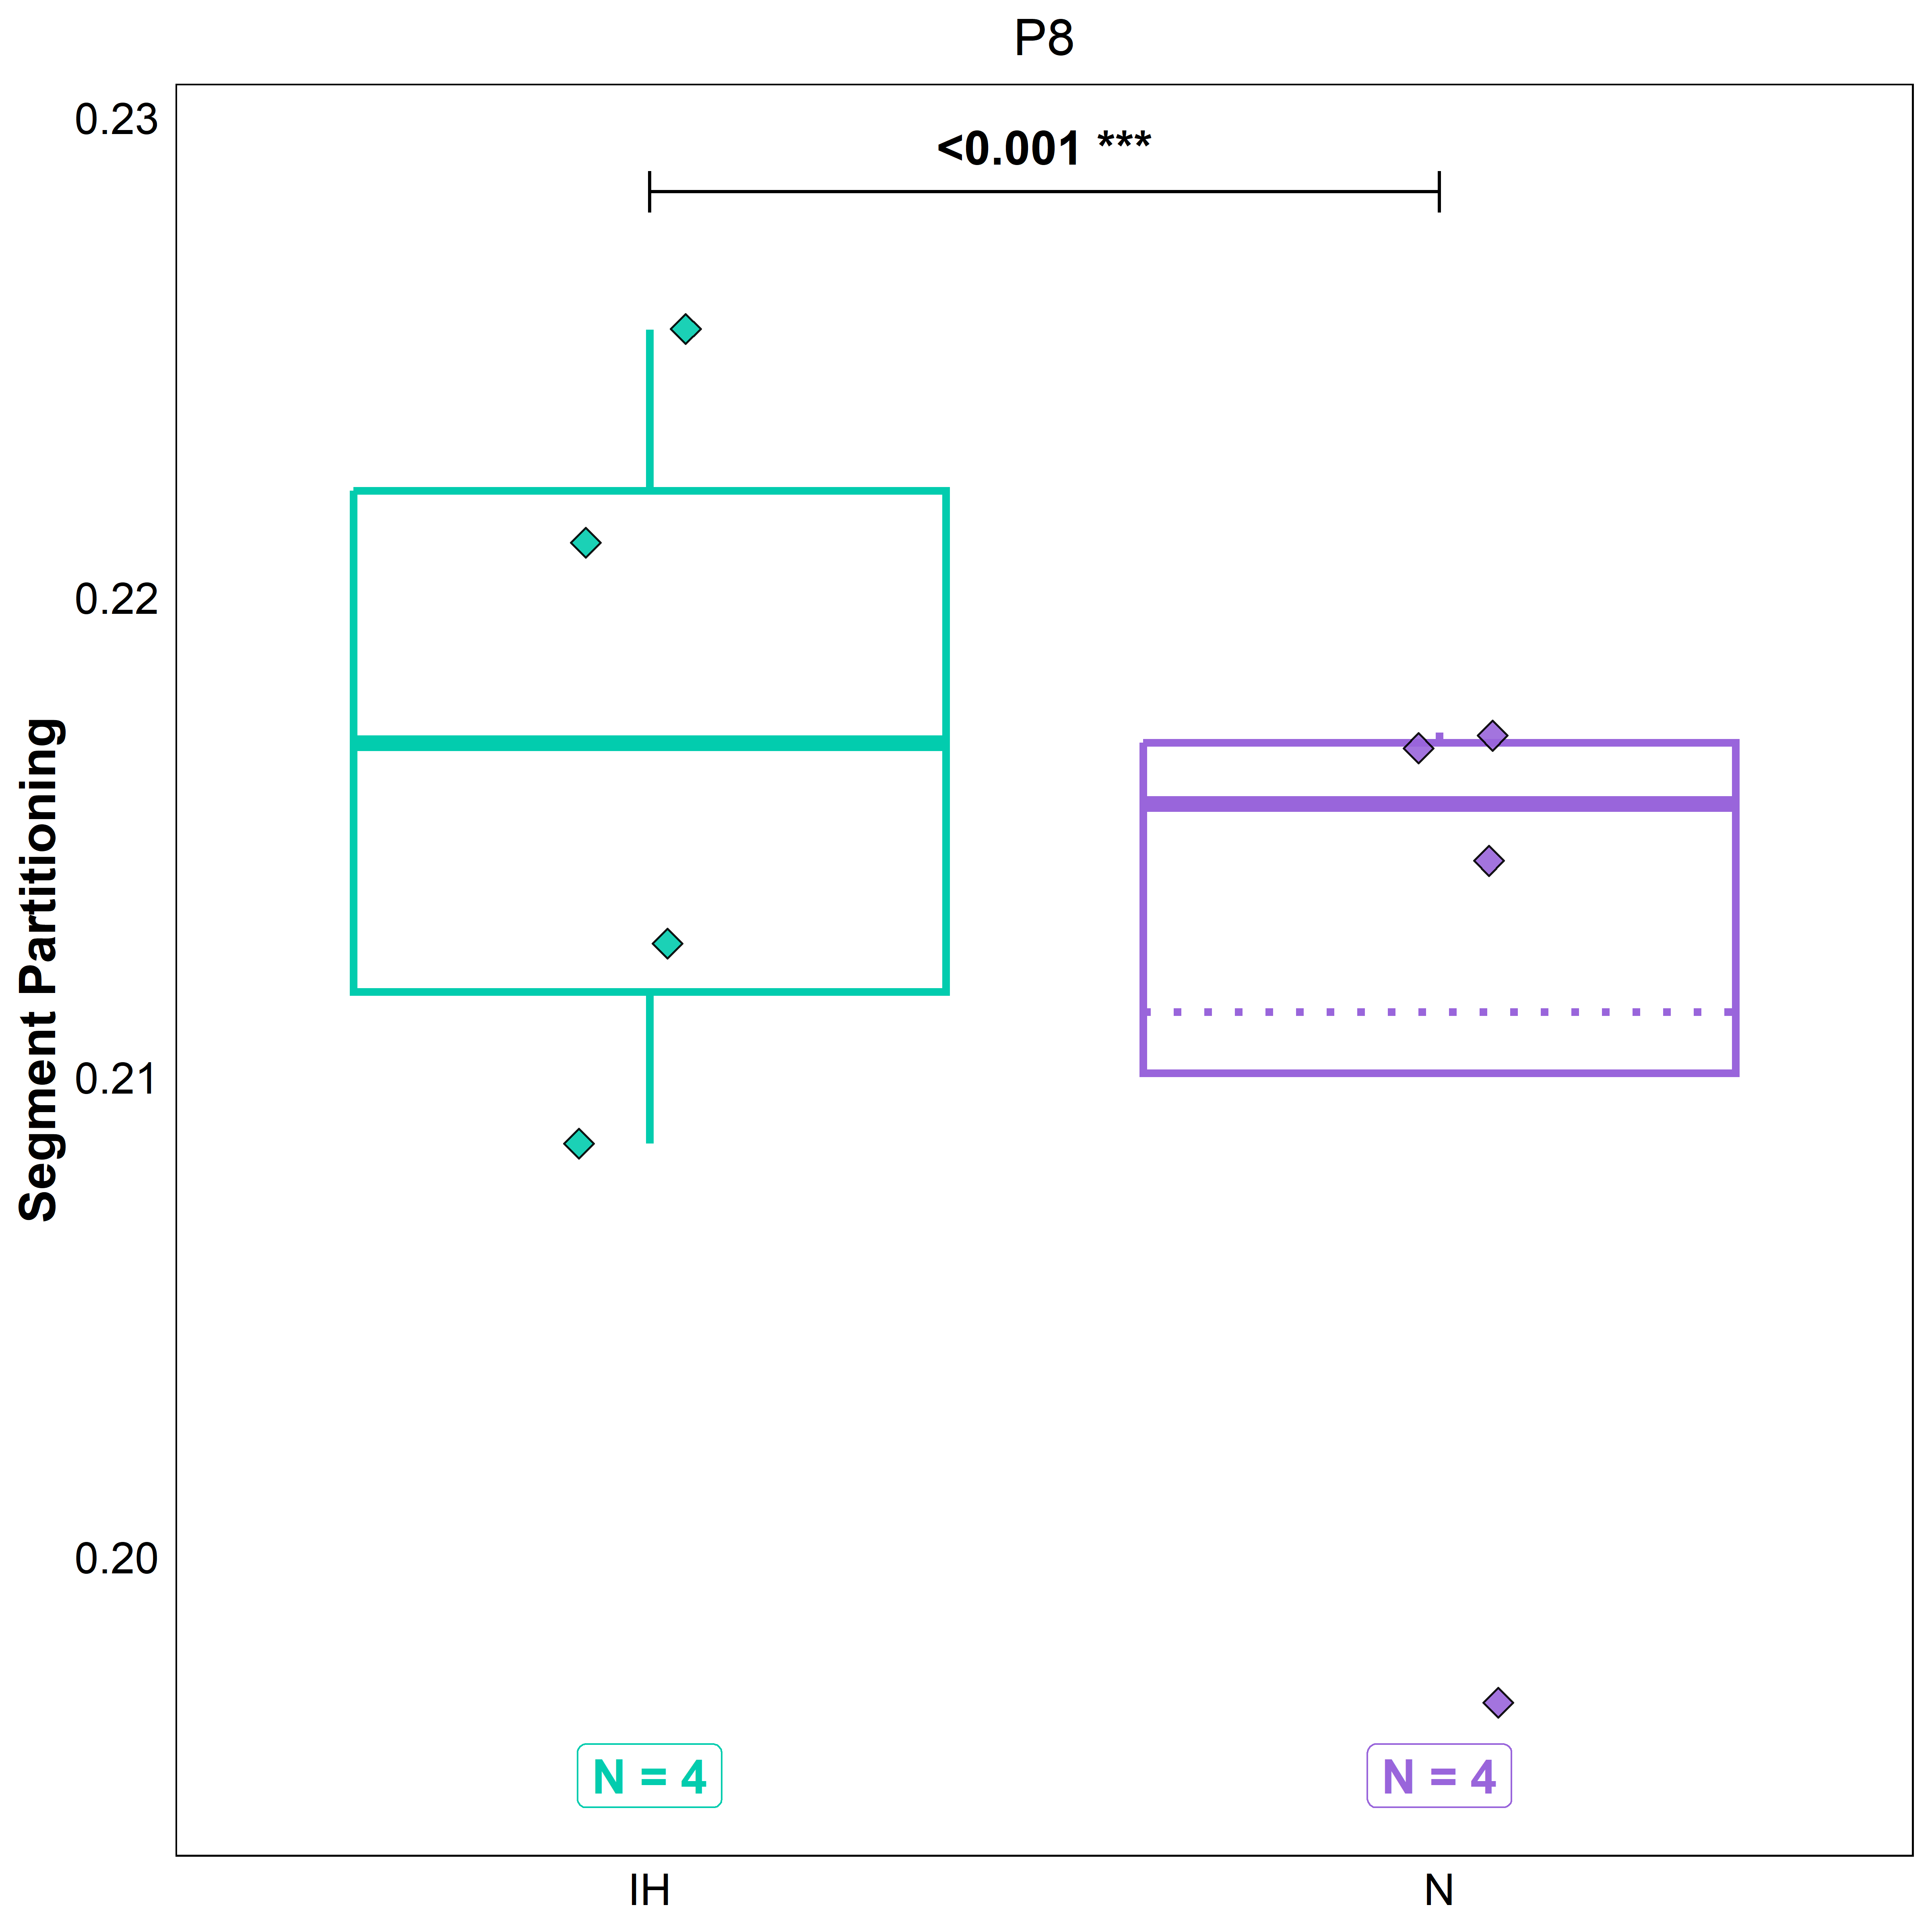 P8
0.23
<0.001 ***
0.22
Segment Partitioning
0.21
0.20
N = 4
N = 4
IH
N